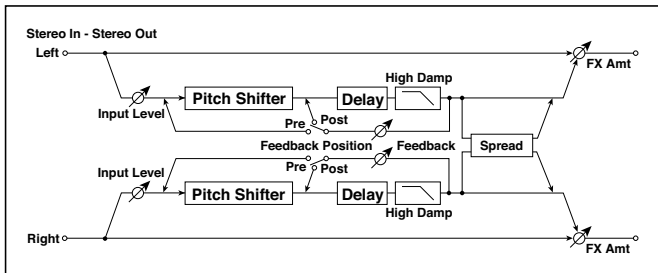 Stereo In - Stereo Out
Left
FX Amt
High Damp
Pitch Shifter
Delay
Input Level
Post
Pre
Feedback Position
Feedback
Spread
Input Level
Pre
Post
Pitch Shifter
Delay
High Damp
Right
FX Amt